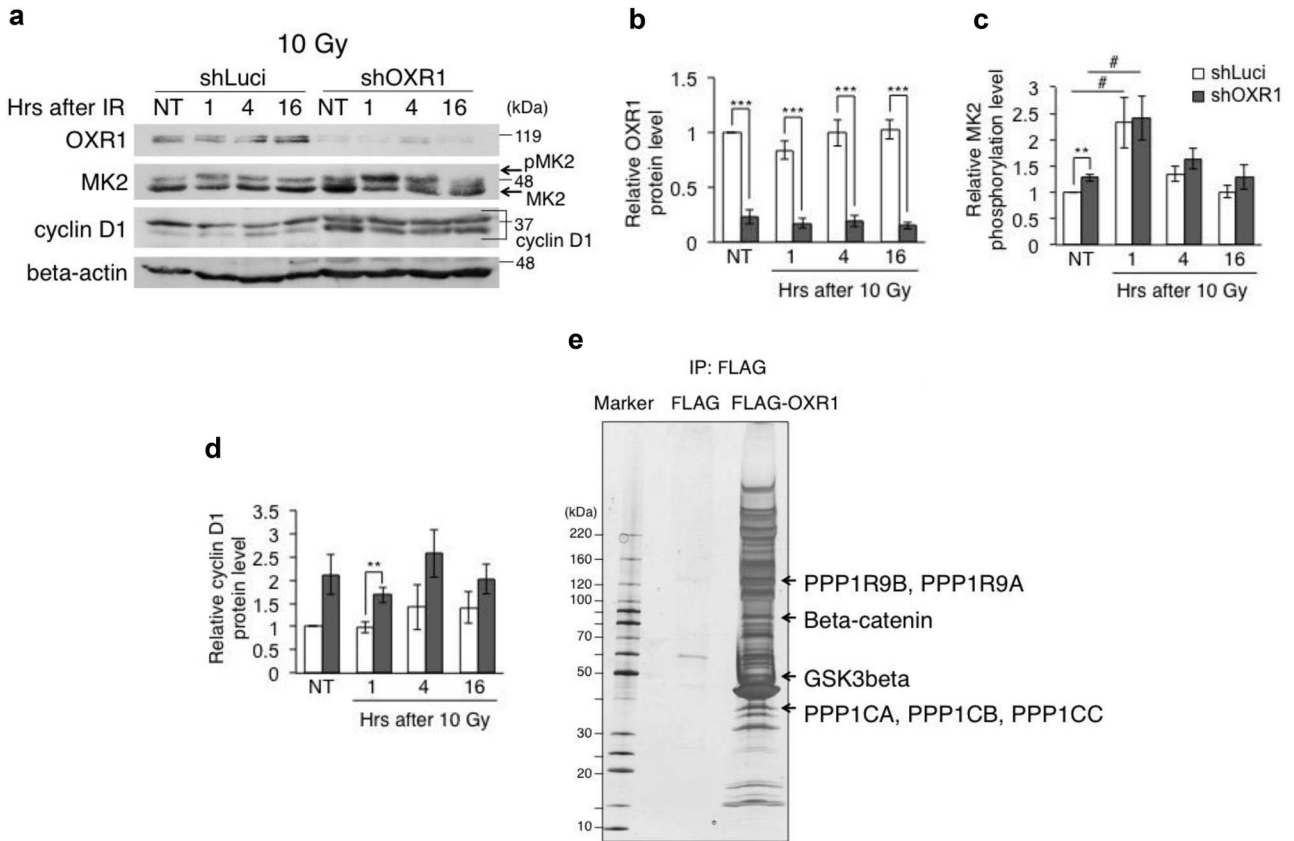 a
10 Gy
shLuci shOXR1
Hrs after IR NT 1 4 16 NT 1 4 16 (kDa)
OXR1 119
pMK2
MK2 48
MK2
cyclin D1 37
cyclin D1
beta-actin 48
b
Relative OXR1
protein level
1.5
1
0.5
0
*** *** *** ***
NT 1 4 16
Hrs after 10 Gy
c
Relative MK2
phosphorylation level
3
2.5
2
1.5
1
0.5
0
#
#
**
shLuci
shOXR1
NT 1 4 16
Hrs after 10 Gy
d
Relative cyclin D1
protein level
3.5
3
2.5
2
1.5
1
0.5
0
**
NT 1 4 16
Hrs after 10 Gy
e
IP: FLAG
Marker FLAG FLAG-OXR1
(kDa)
220
160
120
100
70
50
30
20
10
PPP1R9B, PPP1R9A
Beta-catenin
GSK3beta
PPP1CA, PPP1CB, PPP1CC